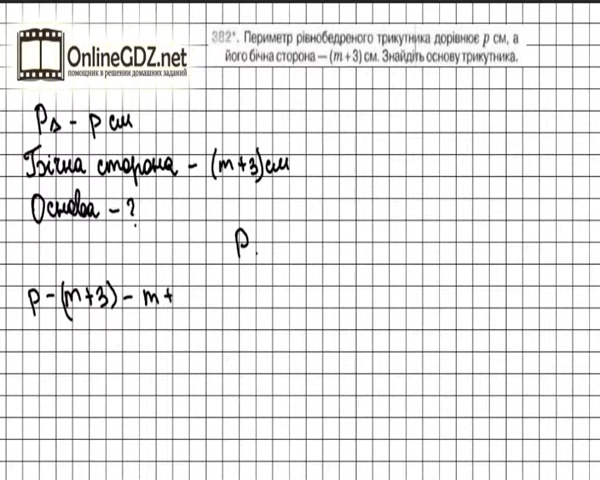 OnlineGDZ.net
помощник в решении домашних заданий
382*. Периметр рівнобедреного трикутника дорівнює p см, а
його бічна сторона – (m + 3) см. Знайдіть основу трикутника.
P△ - p см
Бічна сторона - (m+3) см
Основа - ?
P.
p - (m+3) - m +